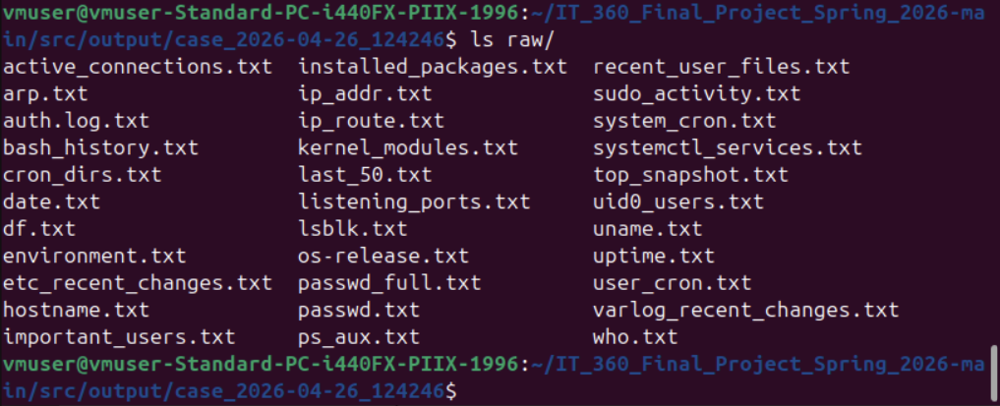 vmuser@vmuser-Standard-PC-i440FX-PIIX-1996:~/IT_360_Final_Project_Spring_2026-ma
in/src/output/case_2026-04-26_124246$ ls raw/
active_connections.txt  installed_packages.txt  recent_user_files.txt
arp.txt                 ip_addr.txt             sudo_activity.txt
auth.log.txt            ip_route.txt            system_cron.txt
bash_history.txt        kernel_modules.txt      systemctl_services.txt
cron_dirs.txt           last_50.txt             top_snapshot.txt
date.txt                listening_ports.txt     uid0_users.txt
df.txt                  lsblk.txt               uname.txt
environment.txt         os-release.txt          uptime.txt
etc_recent_changes.txt  passwd_full.txt         user_cron.txt
hostname.txt            passwd.txt              varlog_recent_changes.txt
important_users.txt     ps_aux.txt              who.txt
vmuser@vmuser-Standard-PC-i440FX-PIIX-1996:~/IT_360_Final_Project_Spring_2026-ma
in/src/output/case_2026-04-26_124246$